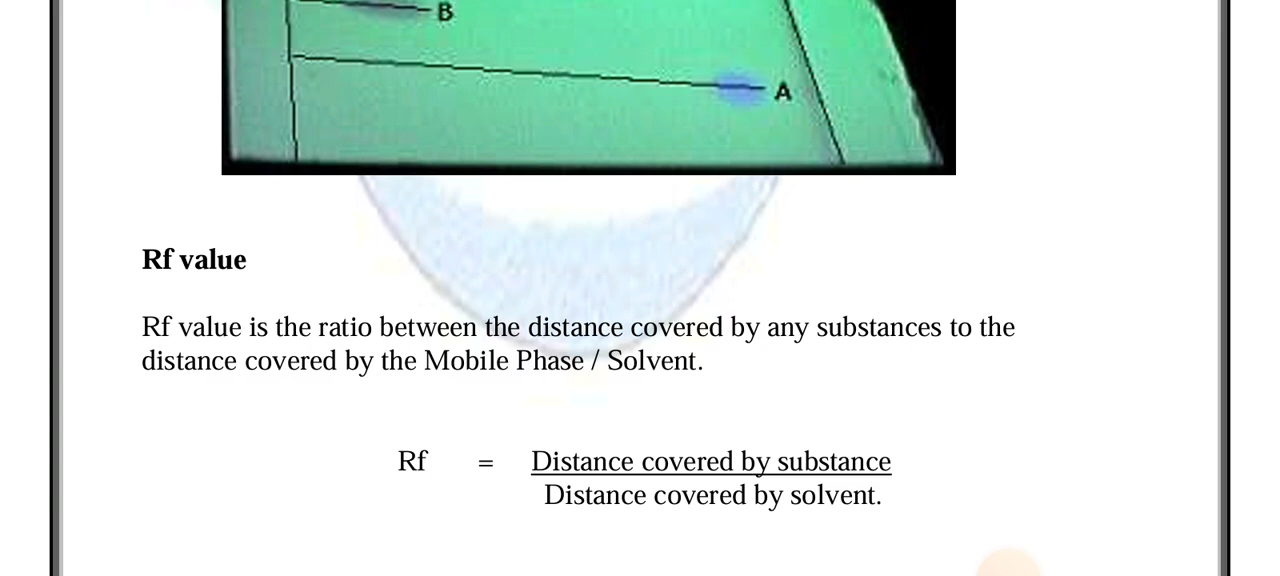 B
A
Rf value
Rf value is the ratio between the distance covered by any substances to the
distance covered by the Mobile Phase / Solvent.
Rf = Distance covered by substance
Distance covered by solvent.